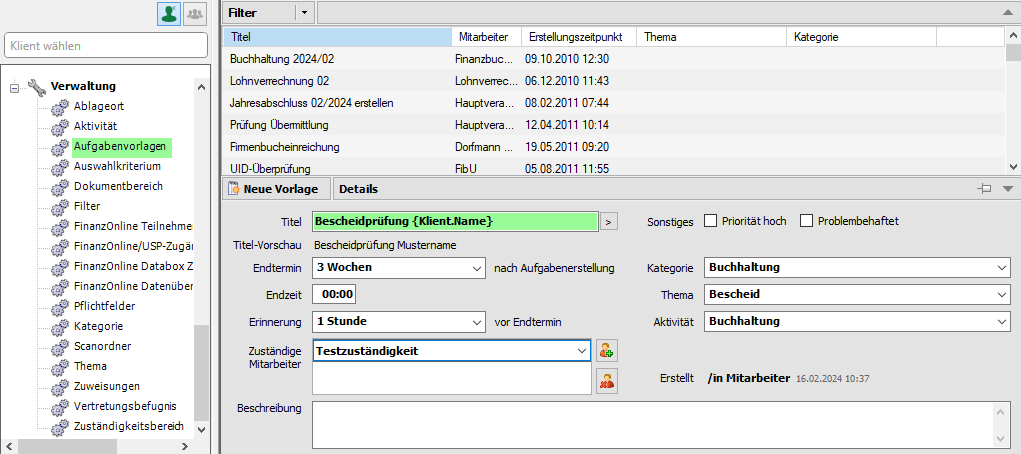 Klient wählen
Verwaltung
Ablageort
Aktivität
Aufgabenvorlagen
Auswahlkriterium
Dokumentbereich
Filter
FinanzOnline Teilnehmer
FinanzOnline/USP-Zugä
FinanzOnline Databox Z
FinanzOnline Datenüber
Pflichtfelder
Kategorie
Scanordner
Thema
Zuweisungen
Vertretungsbefugnis
Zuständigkeitsbereich
Filter
Titel Mitarbeiter Erstellungszeitpunkt Thema Kategorie
Buchhaltung 2024/02 Finanzbuc... 09.10.2010 12:30
Lohnverrechnung 02 Lohnverrec... 06.12.2010 11:43
Jahresabschluss 02/2024 erstellen Hauptvera... 08.02.2011 07:44
Prüfung Übermittlung Hauptvera... 12.04.2011 10:14
Firmenbucheinreichung Dorfmann ... 19.05.2011 09:20
UID-Überprüfung FibU 05.08.2011 11:55
Neue Vorlage Details
Titel Bescheidprüfung {Klient.Name} > Sonstiges Priorität hoch Problembehaftet
Titel-Vorschau Bescheidprüfung Mustername
Endtermin 3 Wochen nach Aufgabenerstellung Kategorie Buchhaltung
Endzeit 00:00 Thema Bescheid
Erinnerung 1 Stunde vor Endtermin Aktivität Buchhaltung
Zuständige Mitarbeiter Testzuständigkeit
Erstellt /in Mitarbeiter 16.02.2024 10:37
Beschreibung